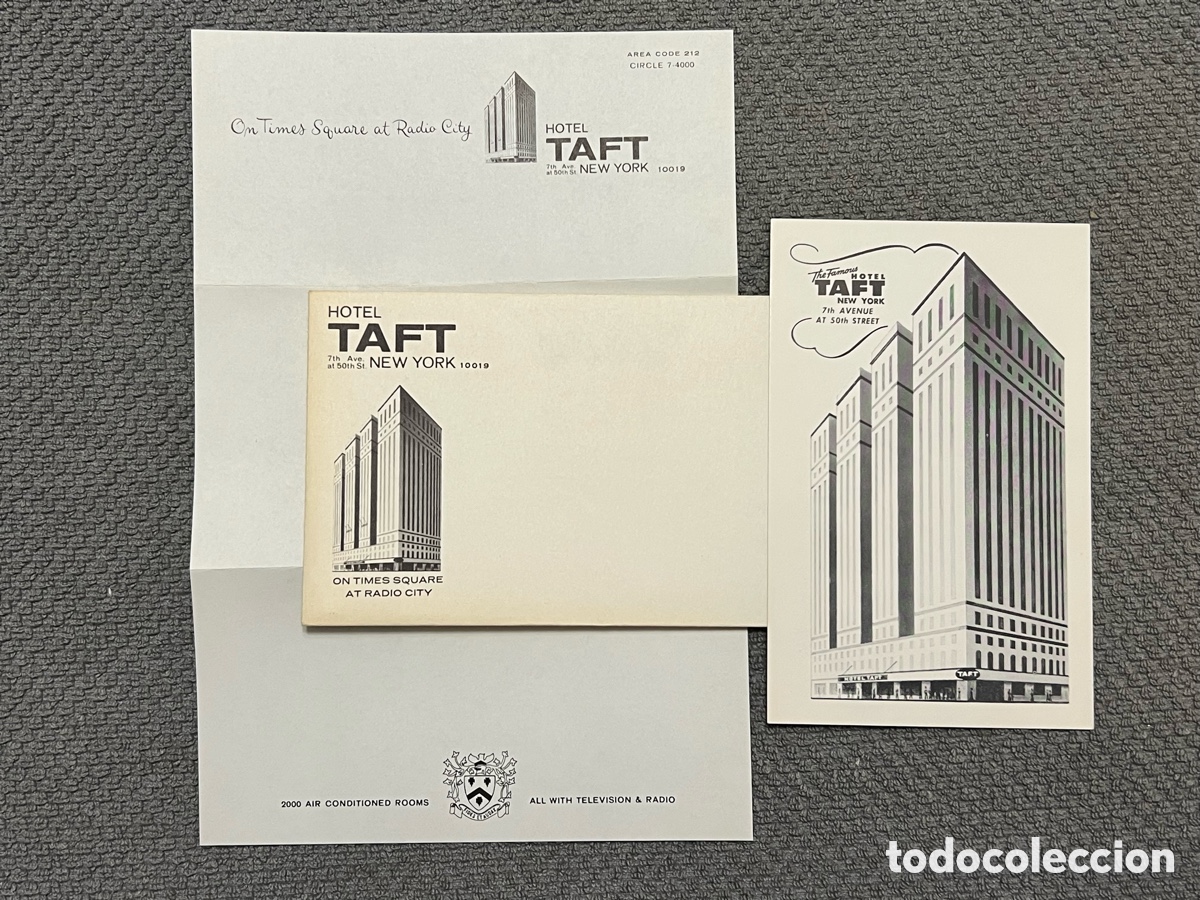 AREA CODE 212
CIRCLE 7-4000
On Times Square at Radio City
HOTEL
TAFT
7th Ave.
at 50th St. NEW YORK 10019
HOTEL
TAFT
7th Ave.
at 50th St. NEW YORK 10019
ON TIMES SQUARE
AT RADIO CITY
The Famous
HOTEL
TAFT
NEW YORK
7th AVENUE
AT 50th STREET
HOTEL TAFT
TAFT
2000 AIR CONDITIONED ROOMS
ALL WITH TELEVISION & RADIO
todocoleccion